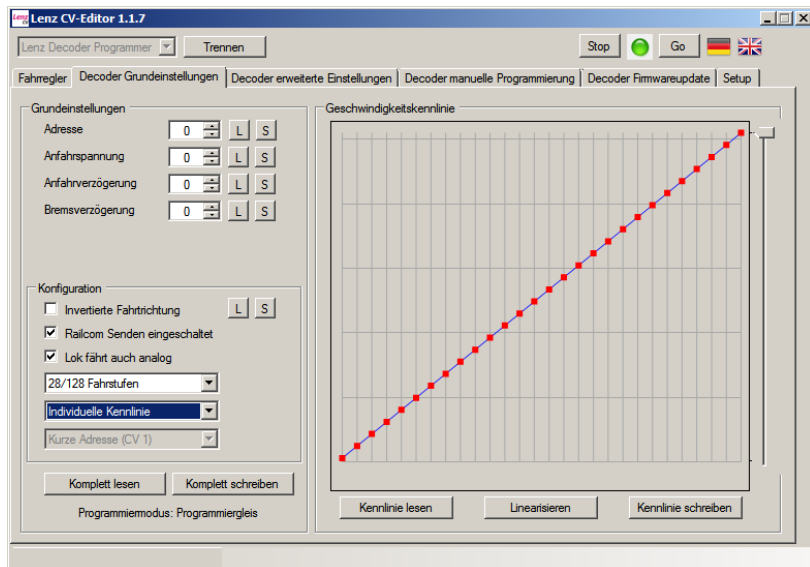 Lenz CV-Editor 1.1.7
Lenz Decoder Programmer
Trennen
Stop
Go
Fahrregler
Decoder Grundeinstellungen
Decoder erweiterte Einstellungen
Decoder manuelle Programmierung
Decoder Firmwareupdate
Setup
Grundeinstellungen
Adresse 0 L S
Anfahrspannung 0 L S
Anfahrverzögerung 0 L S
Bremsverzögerung 0 L S
Konfiguration
Invertierte Fahrtrichtung L S
Railcom Senden eingeschaltet
Lok fährt auch analog
28/128 Fahrstufen
Individuelle Kennlinie
Kurze Adresse (CV 1)
Komplett lesen
Komplett schreiben
Programmiermodus: Programmiergleis
Geschwindigkeitskennlinie
Kennlinie lesen
Linearisieren
Kennlinie schreiben